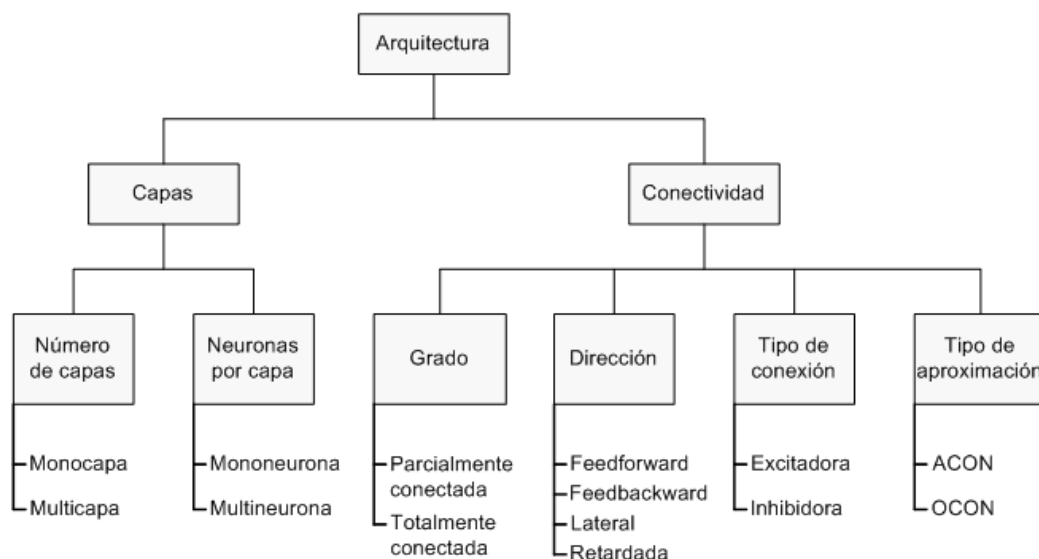 Arquitectura
Capas
Conectividad
Número
de capas
Neuronas
por capa
Grado
Dirección
Tipo de
conexión
Tipo de
aproximación
Monocapa
Multicapa
Mononeurona
Multineurona
Parcialmente
conectada
Totalmente
conectada
Feedforward
Feedbackward
Lateral
Retardada
Excitadora
Inhibidora
ACON
OCON